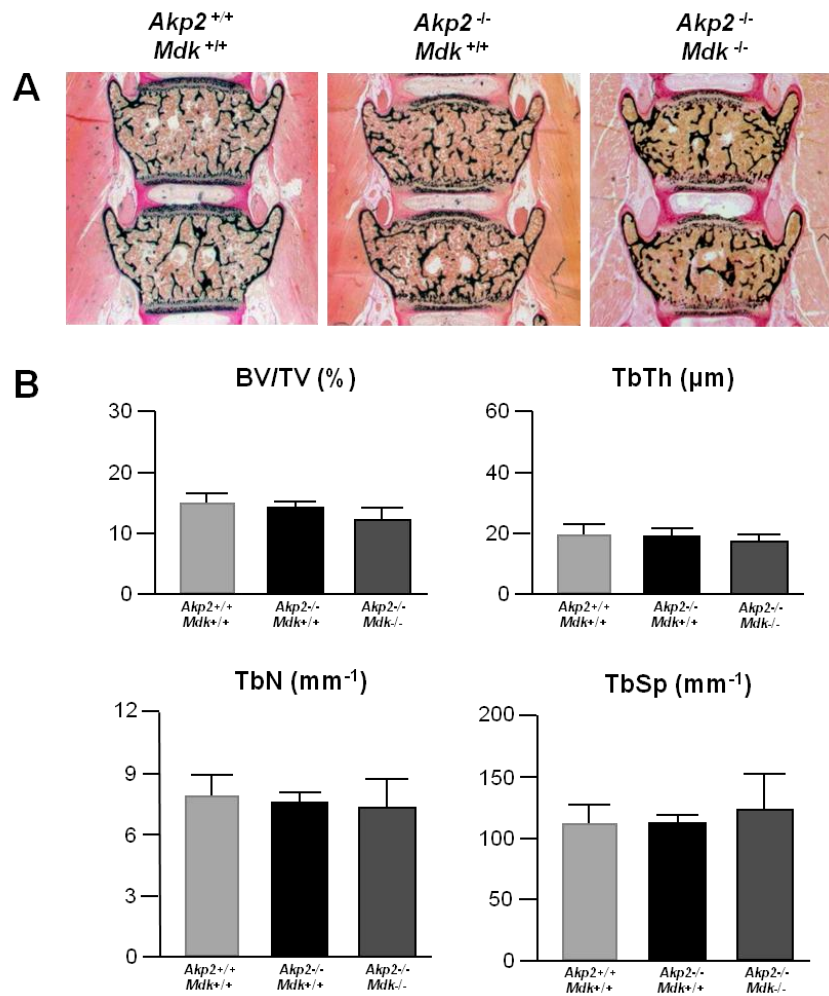 Akp2 +/+ Akp2 -/- Akp2 -/-
Mdk +/+ Mdk +/+ Mdk -/-
A
B
BV/TV (%)
30
20
10
0
Akp2+/+ Akp2-/- Akp2-/-
Mdk+/+ Mdk+/+ Mdk-/-
TbTh (µm)
60
40
20
0
Akp2+/+ Akp2-/- Akp2-/-
Mdk+/+ Mdk+/+ Mdk-/-
TbN (mm-1)
12
9
6
3
0
Akp2+/+ Akp2-/- Akp2-/-
Mdk+/+ Mdk+/+ Mdk-/-
TbSp (mm-1)
200
150
100
50
0
Akp2+/+ Akp2-/- Akp2-/-
Mdk+/+ Mdk+/+ Mdk-/-